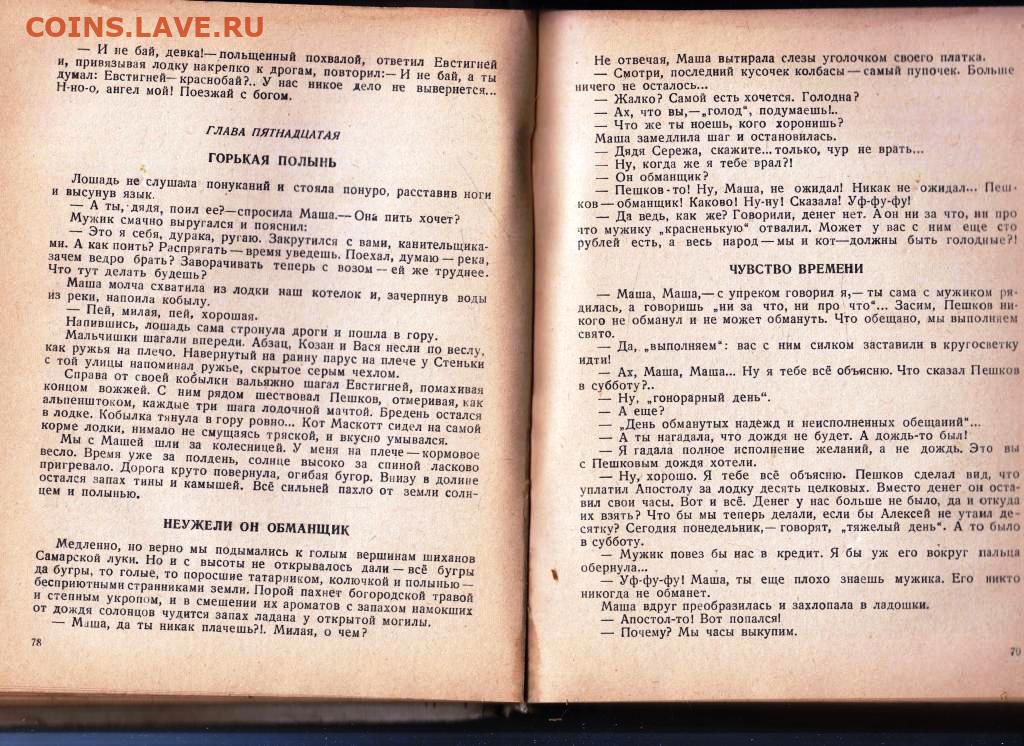 COINS.LAVE.RU
— И не бай, девка!— польщенный похвалой, ответил Евстигней
и, привязывая лодку накрепко к дрогам, повторил:— И не бай, а ты
думал: Евстигней— краснобай?.. У нас никое дело не вывернется...
Н-но-о, ангел мой! Поезжай с богом.
ГЛАВА ПЯТНАДЦАТАЯ
ГОРЬКАЯ ПОЛЫНЬ
Лошадь не слушала понуканий и стояла понуро, расставив ноги
и высунув язык.
— А ты, дядя, поил ее?—спросила Маша.— Она пить хочет?
Мужик смачно выругался и пояснил:
— Это я себя, дурака, ругаю. Закрутился с вами, канительщика-
ми. А как поить? Распрягать — время уведешь. Поехал, думаю — река,
зачем ведро брать? Заворачивать теперь с возом — ей же труднее.
Что тут делать будешь?
Маша молча схватила из лодки наш котелок и, зачерпнув воды
из реки, напоила кобылу.
— Пей, милая, пей, хорошая.
Напившись, лошадь сама стронула дроги и пошла в гору.
Мальчишки шагали впереди. Абзац, Козан и Вася несли по веслу,
как ружья на плечо. Навернутый на раину парус на плече у Стеньки
с той улицы напоминал ружье, скрытое серым чехлом.
Справа от своей кобылки вальяжно шагал Евстигней, помахивая
концом вожжей. С ним рядом шествовал Пешков, отмеривая, как
альпенштоком, каждые три шага лодочной мачтой. Бредень остался
в лодке. Кобылка тянула в гору ровно... Кот Маскотт сидел на самой
корме лодки, нимало не смущаясь тряской, и вкусно умывался.
Мы с Машей шли за колесницей. У меня на плече — кормовое
весло. Время уже за полдень, солнце высоко за спиной ласково
пригревало. Дорога круто повернула, огибая бугор. Внизу в долине
остался запах тины и камышей. Всё сильней пахло от земли солн-
цем и полынью.
НЕУЖЕЛИ ОН ОБМАНЩИК
Медленно, но верно мы подымались к голым вершинам шиханов
Самарской луки. Но и с высоты не открывалось дали — всё бугры
да бугры, то голые, то поросшие татарником, колючкой и полынью —
бесприютными странниками земли. Порой пахнет богородской травой
и степным укропом, и в смешении их ароматов с запахом намокших
от дождя солонцов чудится запах ладана у открытой могилы.
— Маша, да ты никак плачешь?!. Милая, о чем?
78
Не отвечая, Маша вытирала слезы уголочком своего платка.
— Смотри, последний кусочек колбасы — самый пупочек. Больше
ничего не осталось...
— Жалко? Самой есть хочется. Голодна?
— Ах, что вы,—„голод“, подумаешь!..
— Что же ты ноешь, кого хоронишь?
Маша замедлила шаг и остановилась.
— Дядя Сережа, скажите... только, чур не врать...
— Ну, когда же я тебе врал?!
— Он обманщик?
— Пешков-то! Ну, Маша, не ожидал! Никак не ожидал... Пеш-
ков — обманщик! Каково! Ну-ну! Сказала! Уф-фу-фу!
— Да ведь, как же? Говорили, денег нет. А он ни за что, ни про
что мужику „красненькую“ отвалил. Может у вас с ним еще сто
рублей есть, а весь народ — мы и кот—должны быть голодные?!
ЧУВСТВО ВРЕМЕНИ
— Маша, Маша,— с упреком говорил я,— ты сама с мужиком ря-
дилась, а говоришь „ни за что, ни про что“... Засим, Пешков ни-
кого не обманул и не может обмануть. Что обещано, мы выполняем
свято.
— Да, „выполняем“: вас с ним силком заставили в кругосветку
идти!
— Ах, Маша, Маша... Ну я тебе всё объясню. Что сказал Пешков
в субботу?..
— Ну, „гонорарный день“.
— А еще?
— „День обманутых надежд и неисполненных обещаний“...
— А ты нагадала, что дождя не будет. А дождь-то был!
— Я гадала полное исполнение желаний, а не дождь. Это вы
с Пешковым дождя хотели.
— Ну, хорошо. Я тебе всё объясню. Пешков сделал вид, что
уплатил Апостолу за лодку десять целковых. Вместо денег он оста-
вил свои часы. Вот и всё. Денег у нас больше не было, да и откуда
их взять? Что бы мы теперь делали, если бы Алексей не утаил де-
сятку? Сегодня понедельник,— говорят, „тяжелый день“. А то было
в субботу.
— Мужик повез бы нас в кредит. Я бы уж его вокруг пальца
обернула...
— Уф-фу-фу! Маша, ты еще плохо знаешь мужика. Его никто
никогда не обманет.
Маша вдруг преобразилась и захлопала в ладошки.
— Апостол-то! Вот попался!
— Почему? Мы часы выкупим.
79